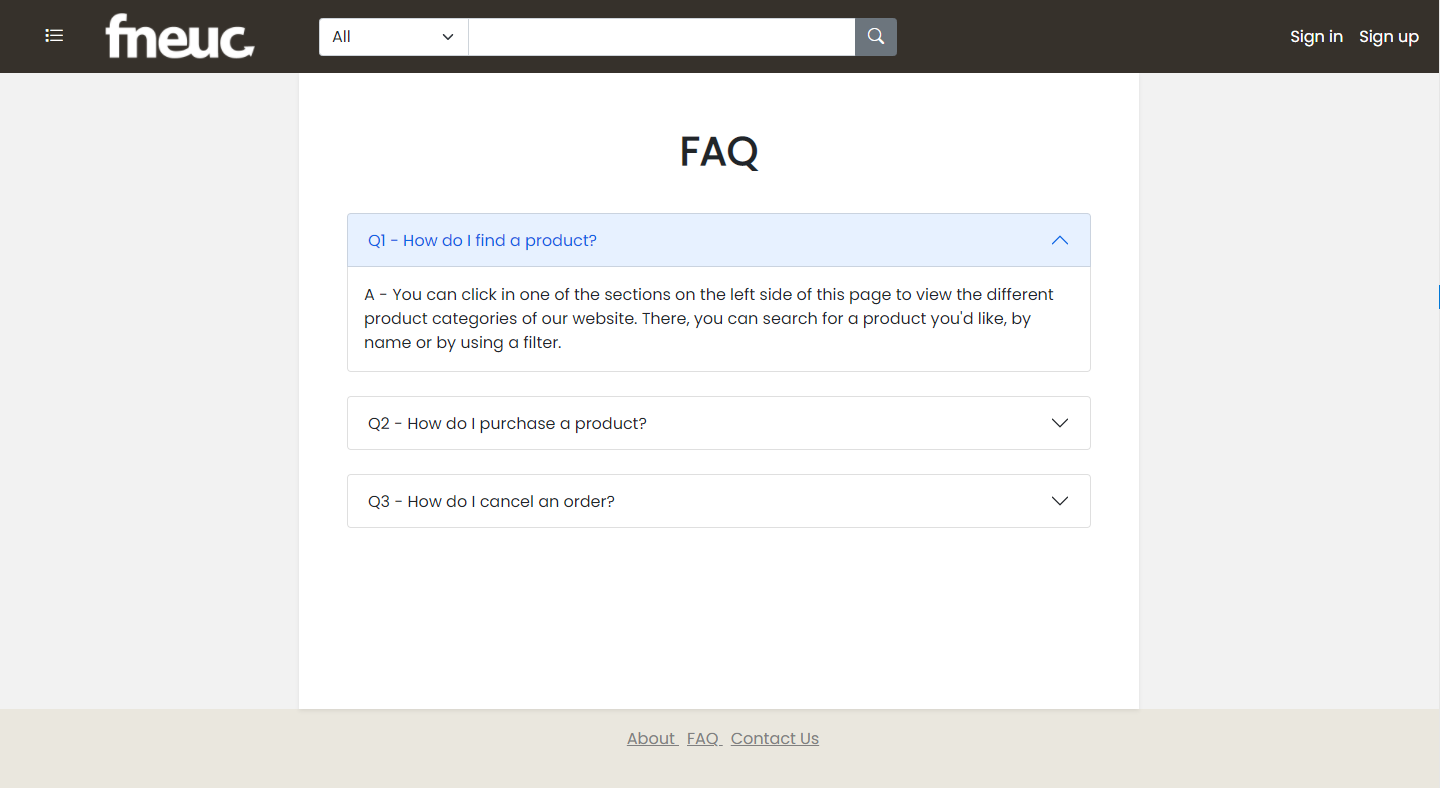 fneuc
All
Sign in
Sign up
FAQ
Q1 - How do I find a product?
A - You can click in one of the sections on the left side of this page to view the different
product categories of our website. There, you can search for a product you'd like, by
name or by using a filter.
Q2 - How do I purchase a product?
Q3 - How do I cancel an order?
About FAQ Contact Us